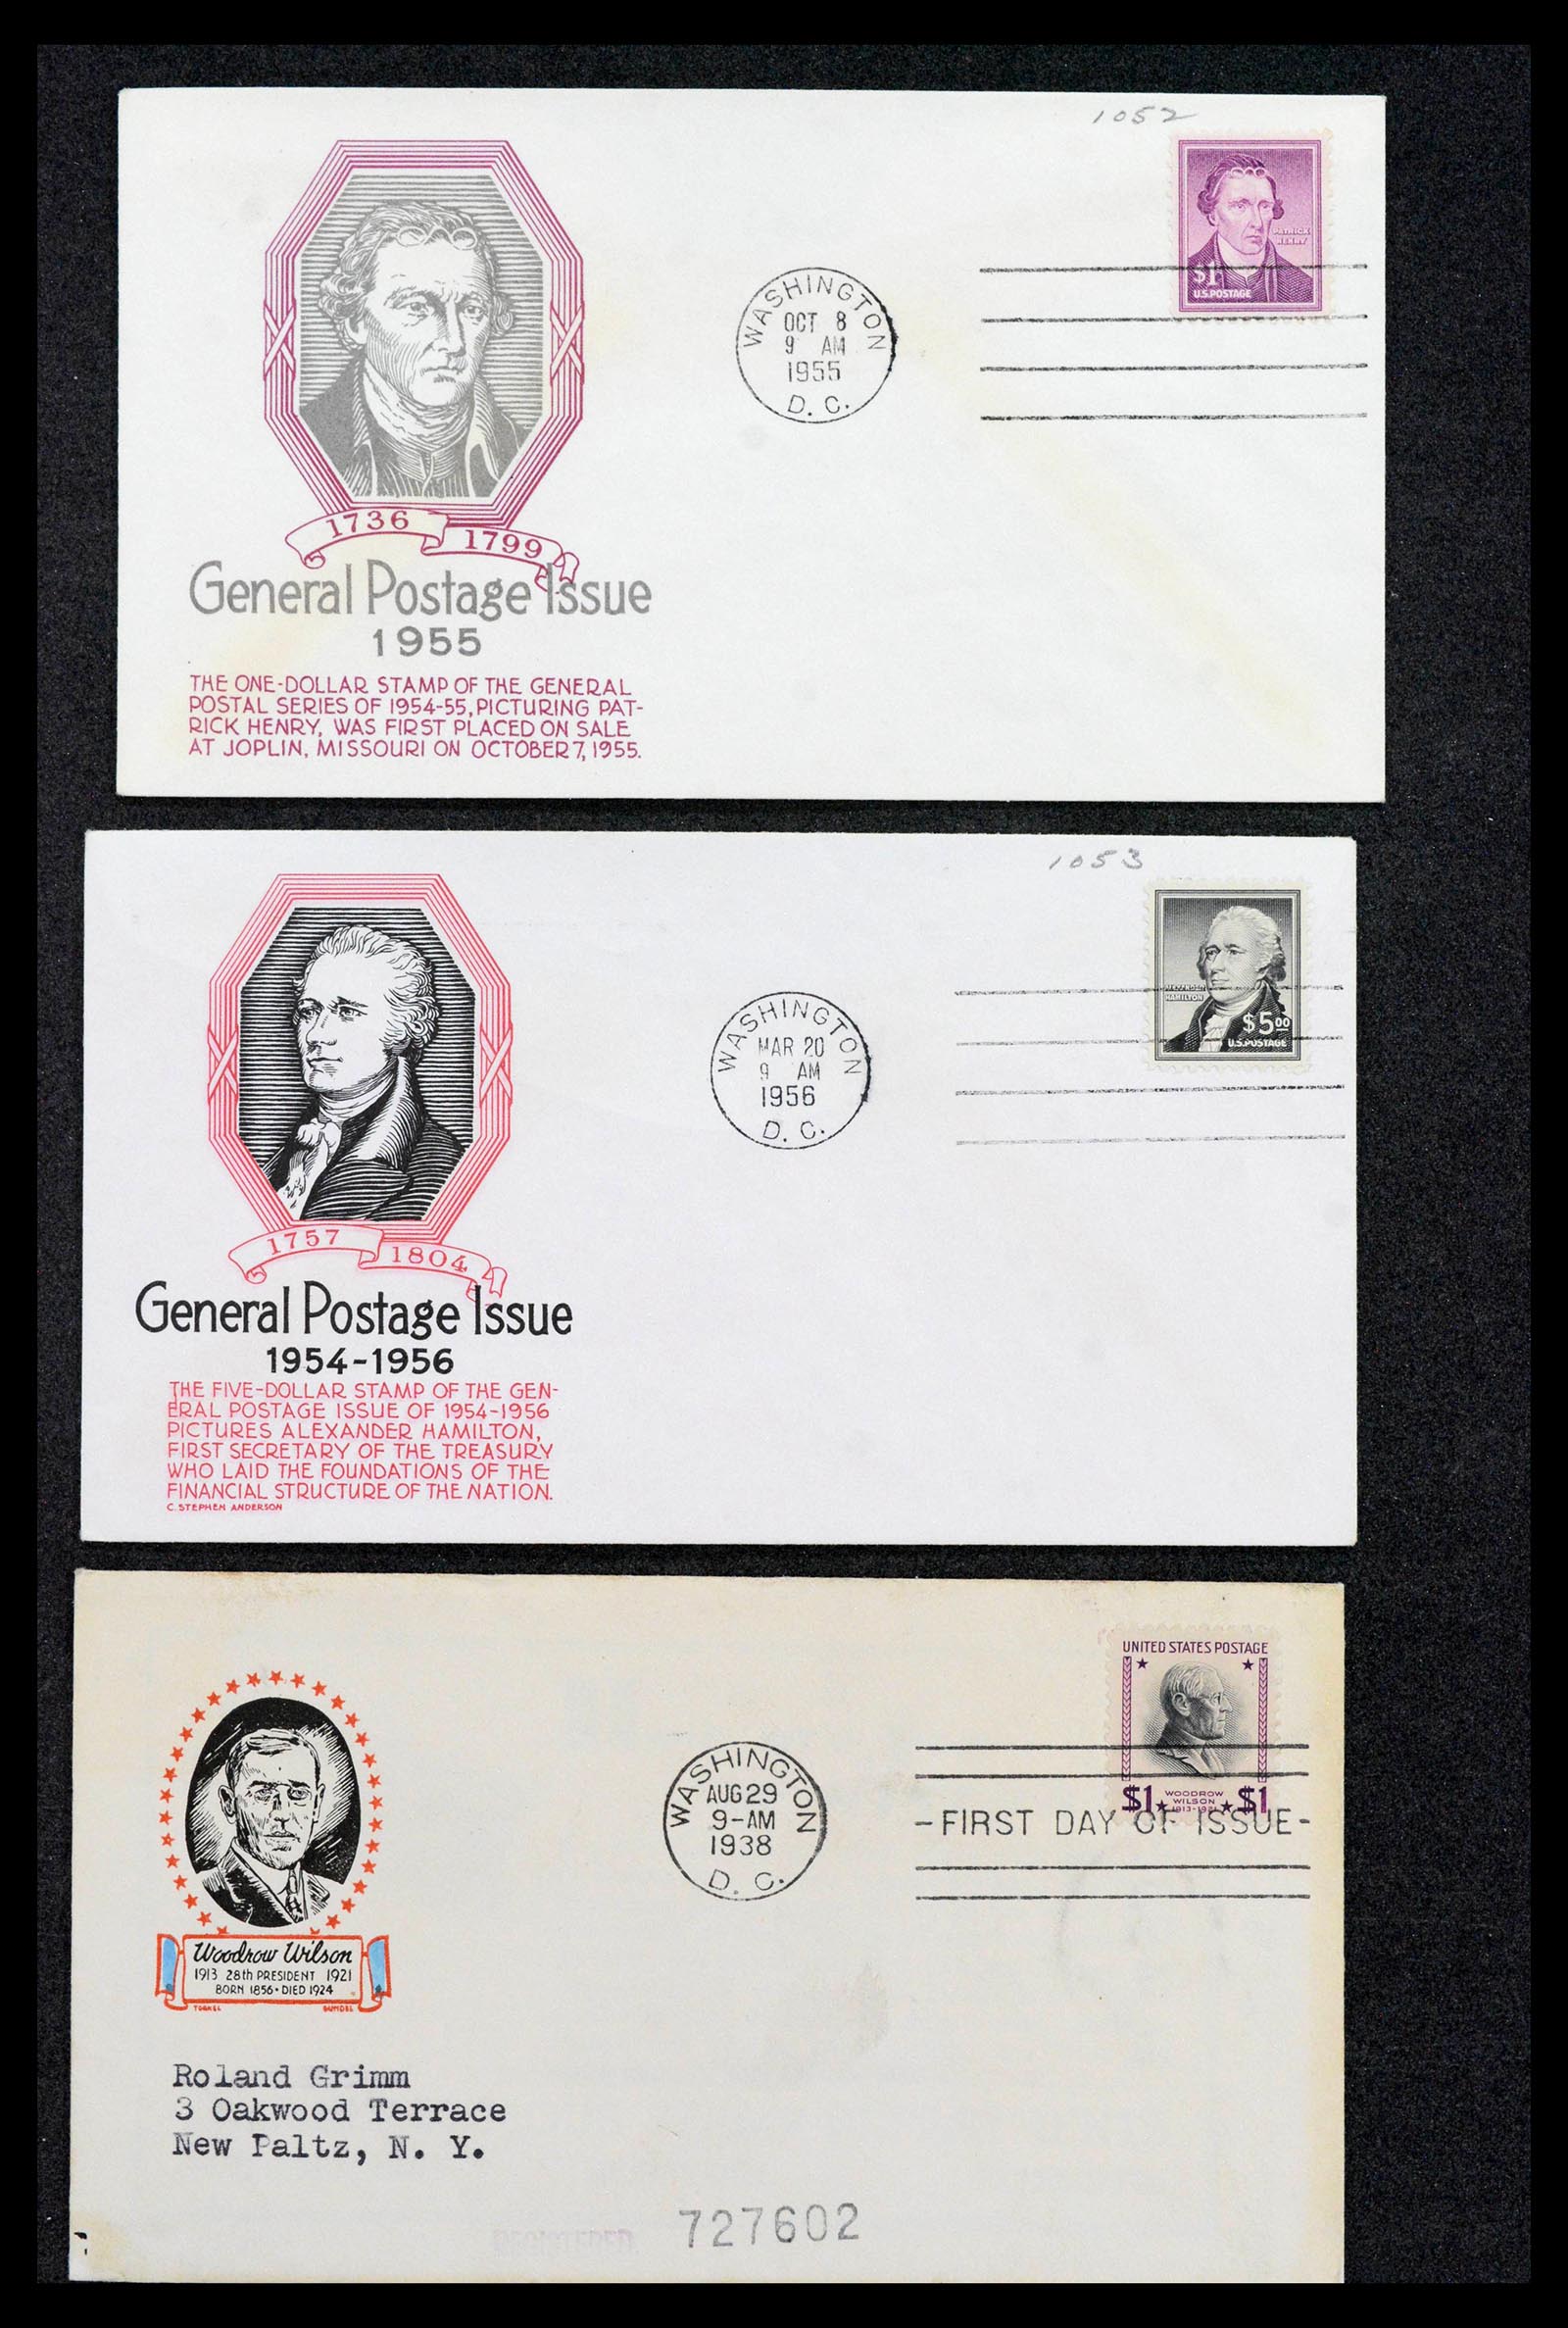 1052
PATRICK
HENRY
$1
U.S. POSTAGE
WASHINGTON
OCT 8
9 AM
1955
D. C.
1736
1799
General Postage Issue
1955
THE ONE-DOLLAR STAMP OF THE GENERAL
POSTAL SERIES OF 1954-55, PICTURING PAT-
RICK HENRY, WAS FIRST PLACED ON SALE
AT JOPLIN, MISSOURI ON OCTOBER 7, 1955.
1053
HAMILTON
$5.00
U.S. POSTAGE
WASHINGTON
MAR 20
9 AM
1956
D. C.
1757
1804
General Postage Issue
1954-1956
THE FIVE-DOLLAR STAMP OF THE GEN-
ERAL POSTAGE ISSUE OF 1954-1956
PICTURES ALEXANDER HAMILTON,
FIRST SECRETARY OF THE TREASURY
WHO LAID THE FOUNDATIONS OF THE
FINANCIAL STRUCTURE OF THE NATION.
C. STEPHEN ANDERSON
UNITED STATES POSTAGE
$1 WOODROW $1
WILSON
1913-1921
WASHINGTON
AUG 29
9-AM
1938
D. C.
-FIRST DAY OF ISSUE-
Woodrow Wilson
1913 28th PRESIDENT 1921
BORN 1856 • DIED 1924
TORKEL GUNDEL
Roland Grimm
3 Oakwood Terrace
New Paltz, N. Y.
REGISTERED
727602